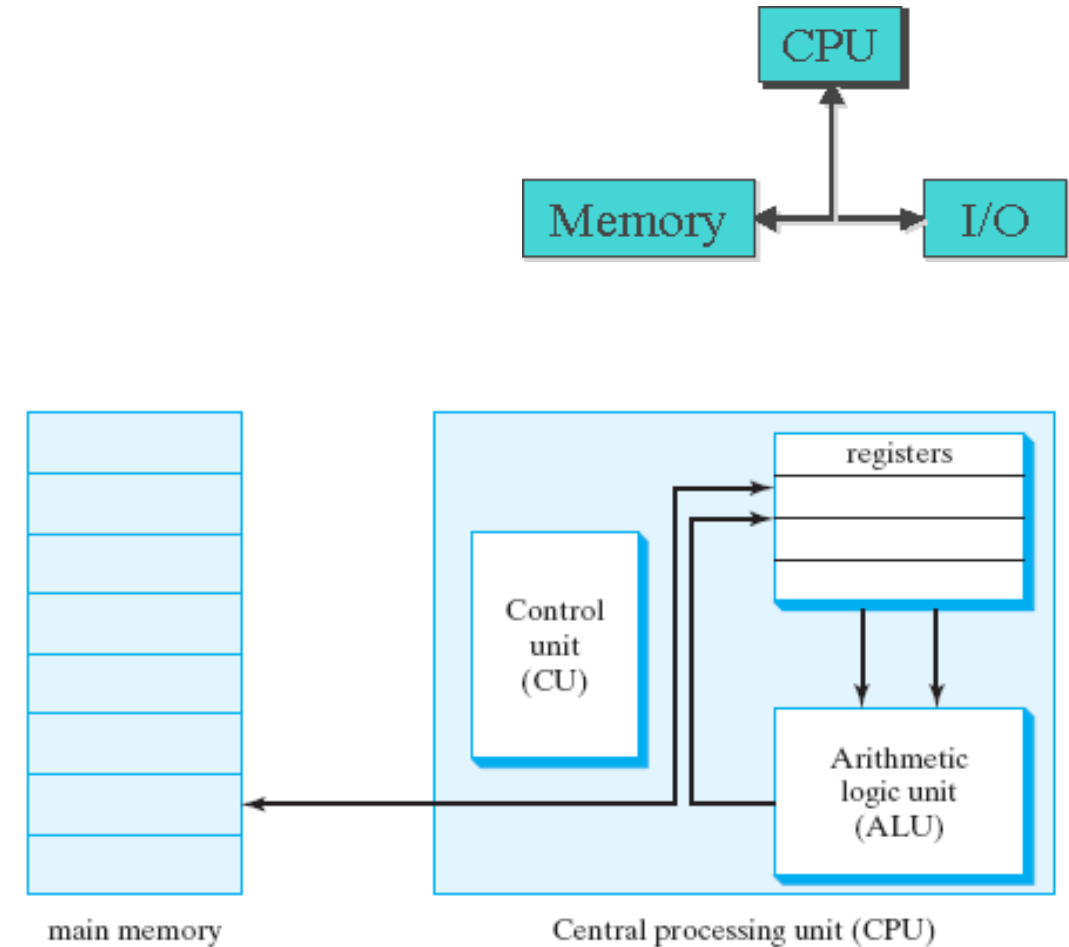 CPU
Memory
I/O
registers
Control
unit
(CU)
Arithmetic
logic unit
(ALU)
main memory
Central processing unit (CPU)